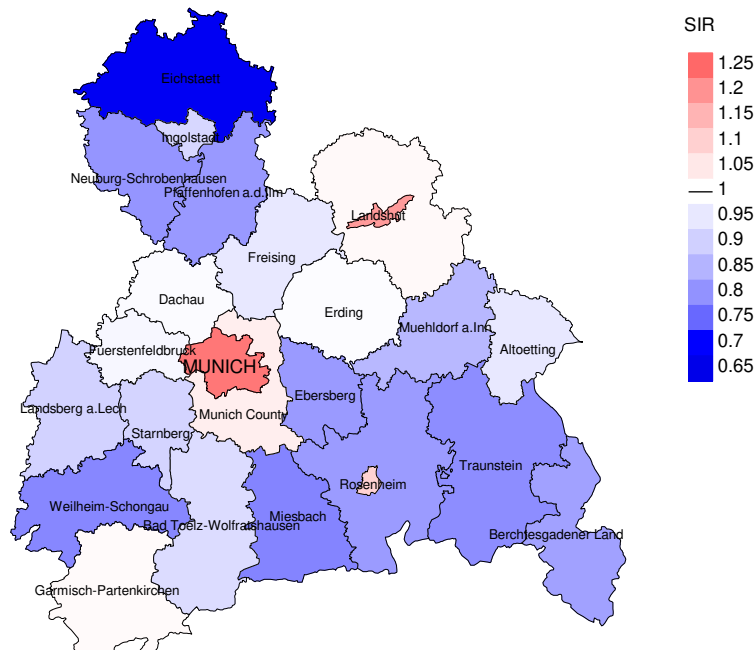 SIR
1.25
1.2
1.15
1.1
1.05
1
0.95
0.9
0.85
0.8
0.75
0.7
0.65
Eichstaett
Ingolstadt
Neuburg-Schrobenhausen
Pfaffenhofen a.d.Ilm
Landshut
Freising
Dachau
Erding
Muehldorf a.Inn
Altoetting
Fuerstenfeldbruck
MUNICH
Ebersberg
Landsberg a.Lech
Munich County
Starnberg
Traunstein
Rosenheim
Weilheim-Schongau
Miesbach
Bad Toelz-Wolfratshausen
Berchtesgadener Land
Garmisch-Partenkirchen